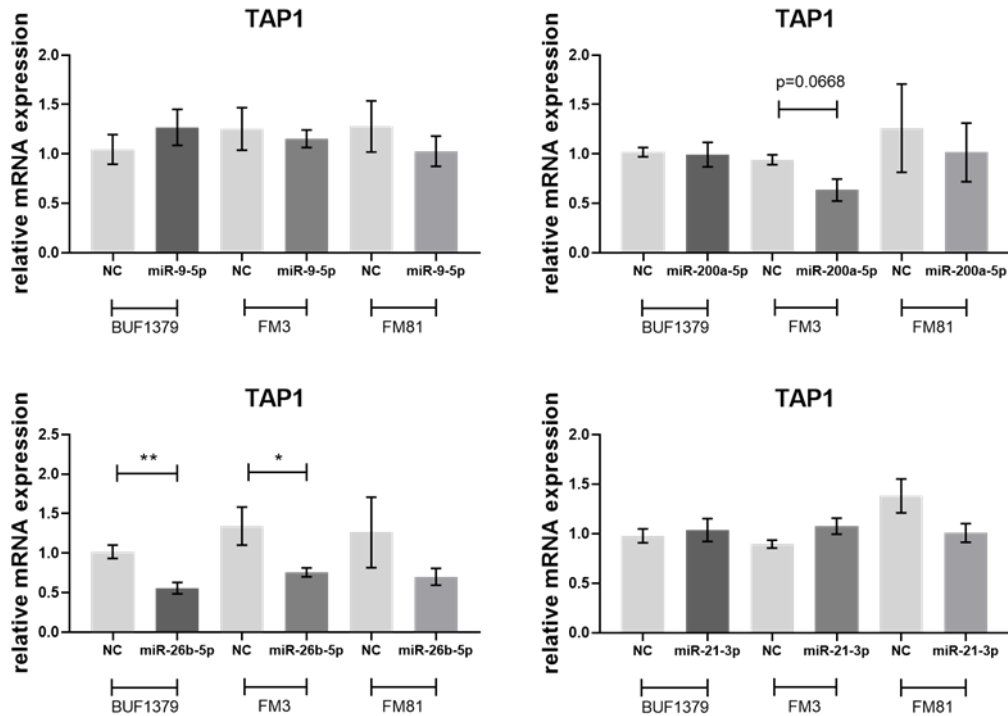 TAP1
relative mRNA expression
2.0
1.5
1.0
0.5
0.0
NC miR-9-5p NC miR-9-5p NC miR-9-5p
BUF1379 FM3 FM81
TAP1
relative mRNA expression
2.0
1.5
1.0
0.5
0.0
p=0.0668
NC miR-200a-5p NC miR-200a-5p NC miR-200a-5p
BUF1379 FM3 FM81
TAP1
relative mRNA expression
2.5
2.0
1.5
1.0
0.5
0.0
** *
NC miR-26b-5p NC miR-26b-5p NC miR-26b-5p
BUF1379 FM3 FM81
TAP1
relative mRNA expression
2.0
1.5
1.0
0.5
0.0
NC miR-21-3p NC miR-21-3p NC miR-21-3p
BUF1379 FM3 FM81